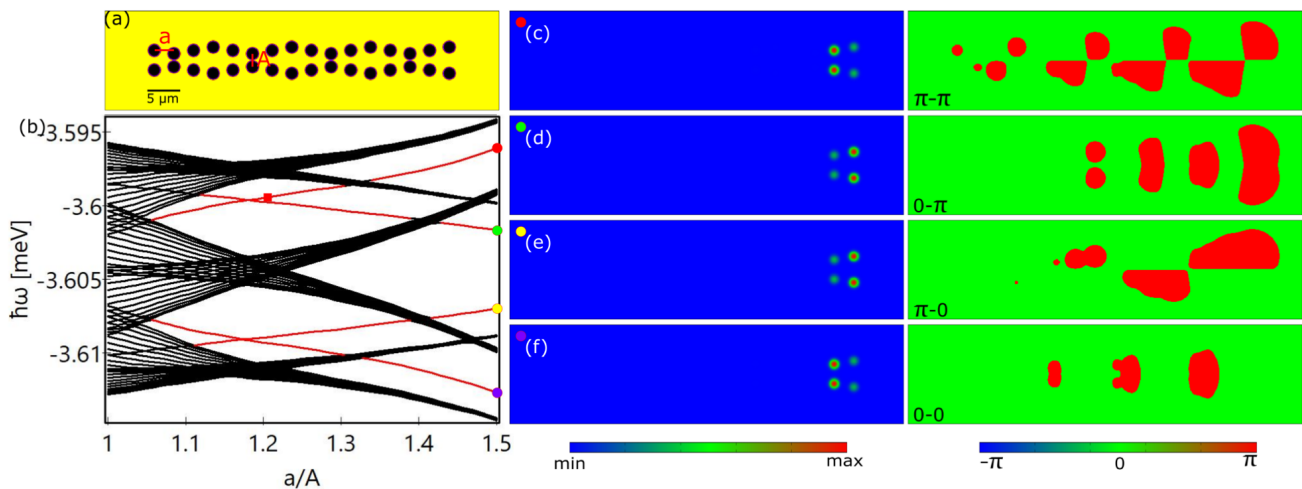 (a)
a
A
5 μm
(b)
-3.595
-3.6
-3.605
-3.61
ħω [meV]
1
1.1
1.2
1.3
1.4
1.5
a/A
(c)
π-π
(d)
0-π
(e)
π-0
(f)
0-0
min
max
-π
0
π